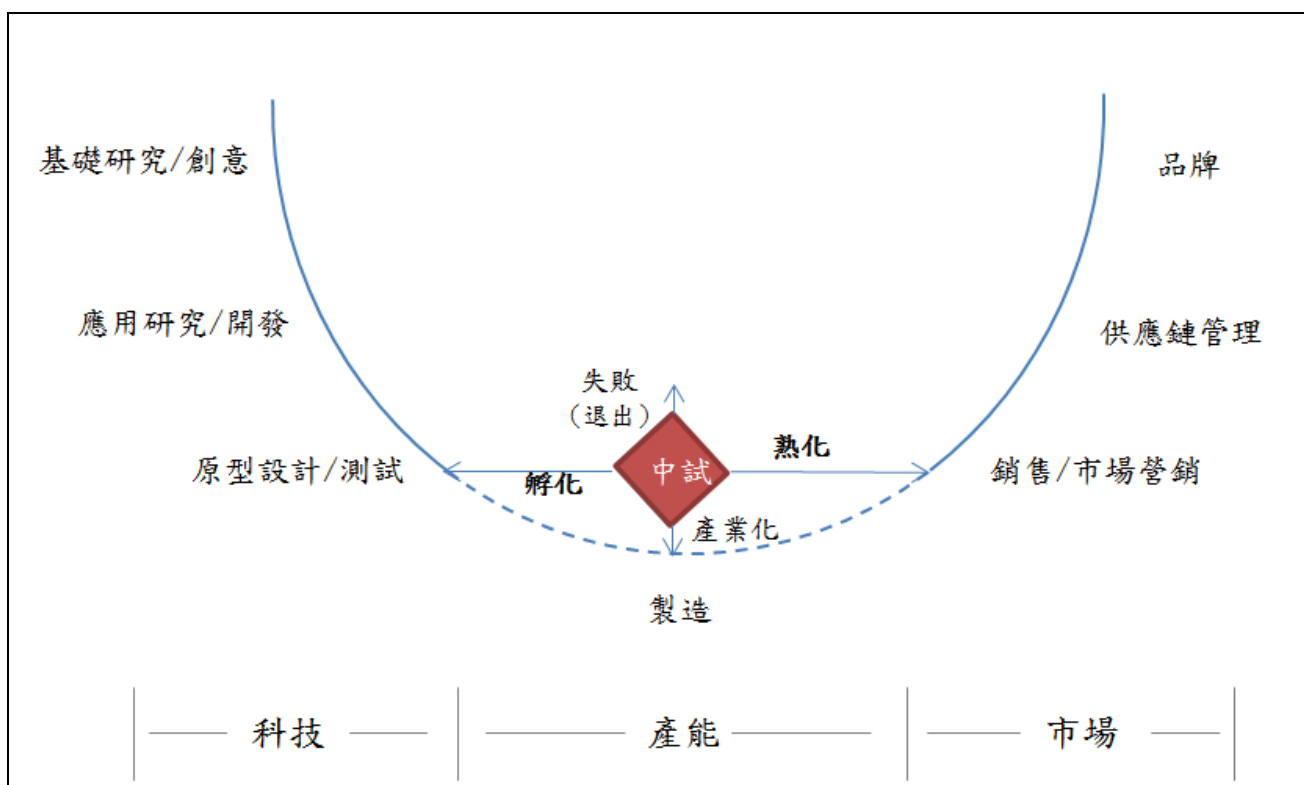 基礎研究/創意
品牌
應用研究/開發
供應鏈管理
失敗
（退出）
中試
熟化
孵化
原型設計/測試
銷售/市場營銷
產業化
製造
科技
產能
市場